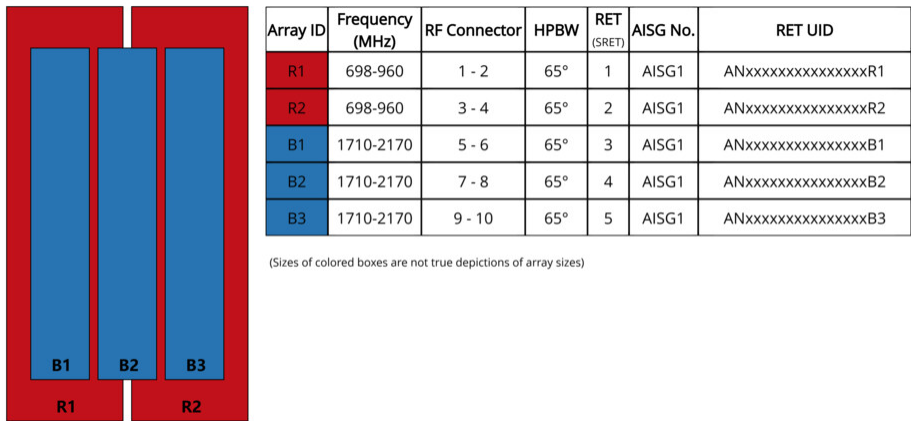 B1 B2 B3
R1 R2
Array ID Frequency (MHz) RF Connector HPBW RET (SRET) AISG No. RET UID
R1 698-960 1 - 2 65° 1 AISG1 ANxxxxxxxxxxxxxxxR1
R2 698-960 3 - 4 65° 2 AISG1 ANxxxxxxxxxxxxxxxR2
B1 1710-2170 5 - 6 65° 3 AISG1 ANxxxxxxxxxxxxxxxB1
B2 1710-2170 7 - 8 65° 4 AISG1 ANxxxxxxxxxxxxxxxB2
B3 1710-2170 9 - 10 65° 5 AISG1 ANxxxxxxxxxxxxxxxB3
(Sizes of colored boxes are not true depictions of array sizes)